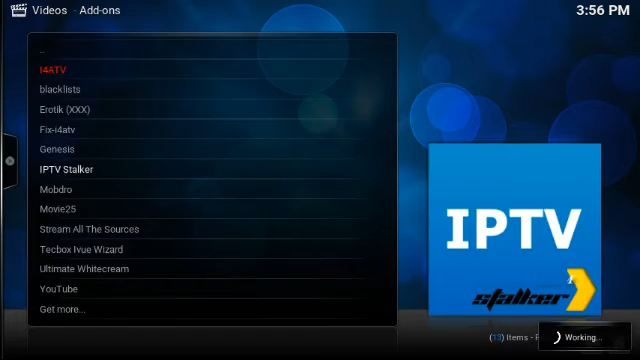 Videos · Add-ons
3:56 PM
..
I4ATV
blacklists
Erotik (XXX)
Fix-i4atv
Genesis
IPTV Stalker
Mobdro
Movie25
Stream All The Sources
Tecbox Ivue Wizard
Ultimate Whitecream
YouTube
Get more...
IPTV
stalker
(13) Items -
Working...